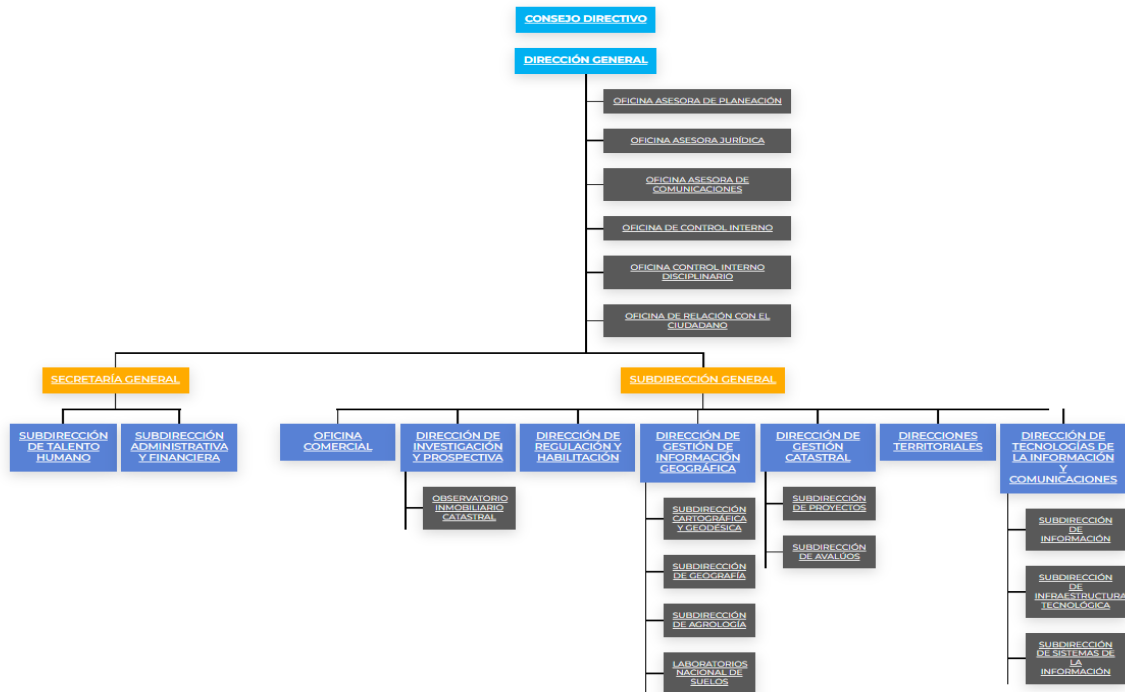 CONSEJO DIRECTIVO
DIRECCIÓN GENERAL
OFICINA ASESORA DE PLANEACIÓN
OFICINA ASESORA JURÍDICA
OFICINA ASESORA DE
COMUNICACIONES
OFICINA DE CONTROL INTERNO
OFICINA CONTROL INTERNO
DISCIPLINARIO
OFICINA DE RELACIÓN CON EL
CIUDADANO
SECRETARÍA GENERAL
SUBDIRECCIÓN GENERAL
SUBDIRECCIÓN
DE TALENTO
HUMANO
SUBDIRECCIÓN
ADMINISTRATIVA
Y FINANCIERA
OFICINA
COMERCIAL
DIRECCIÓN DE
INVESTIGACIÓN
Y PROSPECTIVA
OBSERVATORIO
INMOBILIARIO
CATASTRAL
DIRECCIÓN DE
REGULACIÓN Y
HABILITACIÓN
DIRECCIÓN DE
GESTIÓN DE
INFORMACIÓN
GEOGRÁFICA
SUBDIRECCIÓN
CARTOGRÁFICA
Y GEODÉSICA
SUBDIRECCIÓN
DE GEOGRAFÍA
SUBDIRECCIÓN
DE AGROLOGÍA
LABORATORIOS
NACIONAL DE
SUELOS
DIRECCIÓN DE
GESTIÓN
CATASTRAL
SUBDIRECCIÓN
DE PROYECTOS
SUBDIRECCIÓN
DE AVALÚOS
DIRECCIONES
TERRITORIALES
DIRECCIÓN DE
TECNOLOGÍAS DE
LA INFORMACIÓN
Y
COMUNICACIONES
SUBDIRECCIÓN
DE
INFORMACIÓN
SUBDIRECCIÓN
DE
INFRAESTRUCTURA
TECNOLÓGICA
SUBDIRECCIÓN
DE SISTEMAS DE
LA
INFORMACIÓN